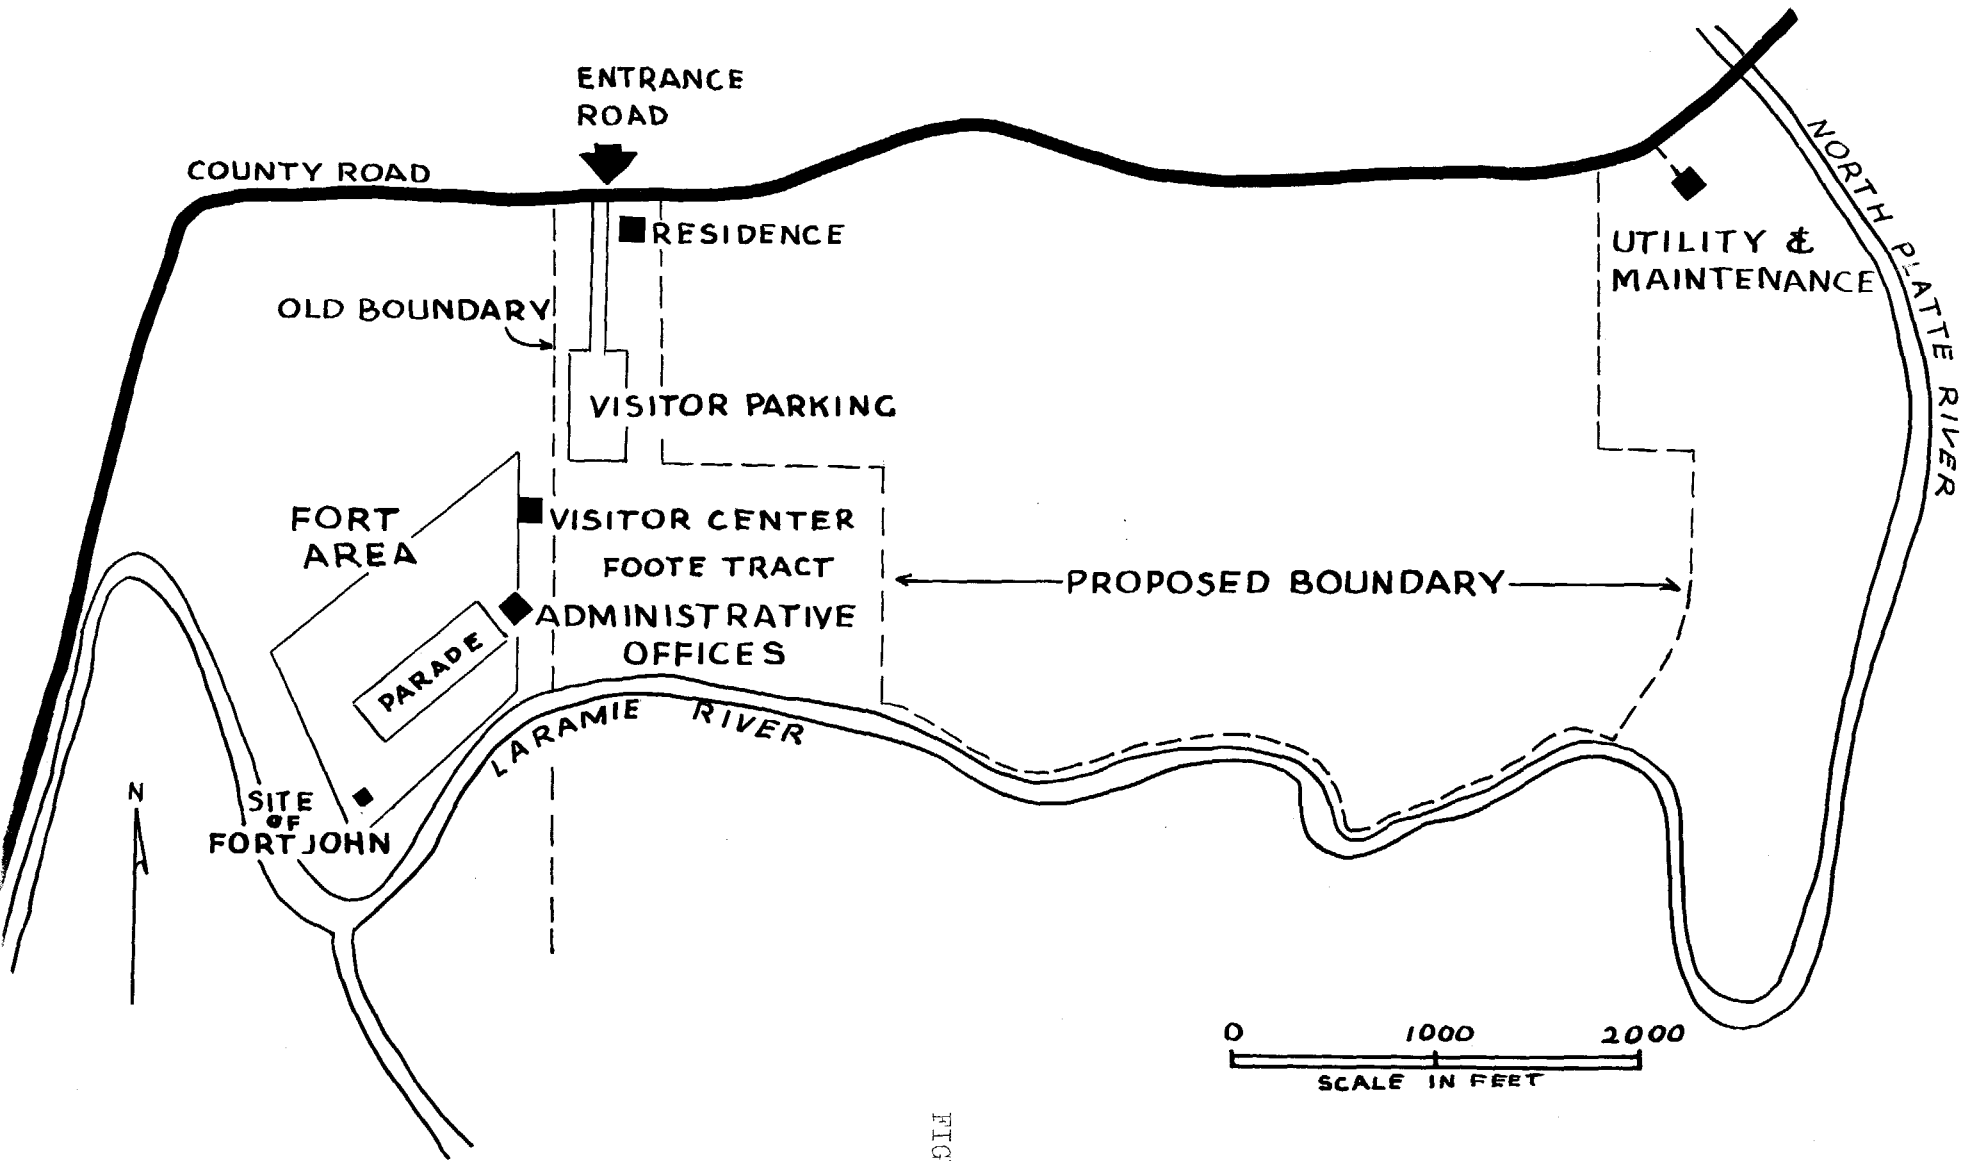 ENTRANCE
ROAD
COUNTY ROAD
NORTH PLATTE RIVER
RESIDENCE
UTILITY &
MAINTENANCE
OLD BOUNDARY
VISITOR PARKING
FORT
AREA
VISITOR CENTER
FOOTE TRACT
PROPOSED BOUNDARY
ADMINISTRATIVE
OFFICES
PARADE
LARAMIE RIVER
N
SITE
OF
FORT JOHN
0 1000 2000
SCALE IN FEET
FIG